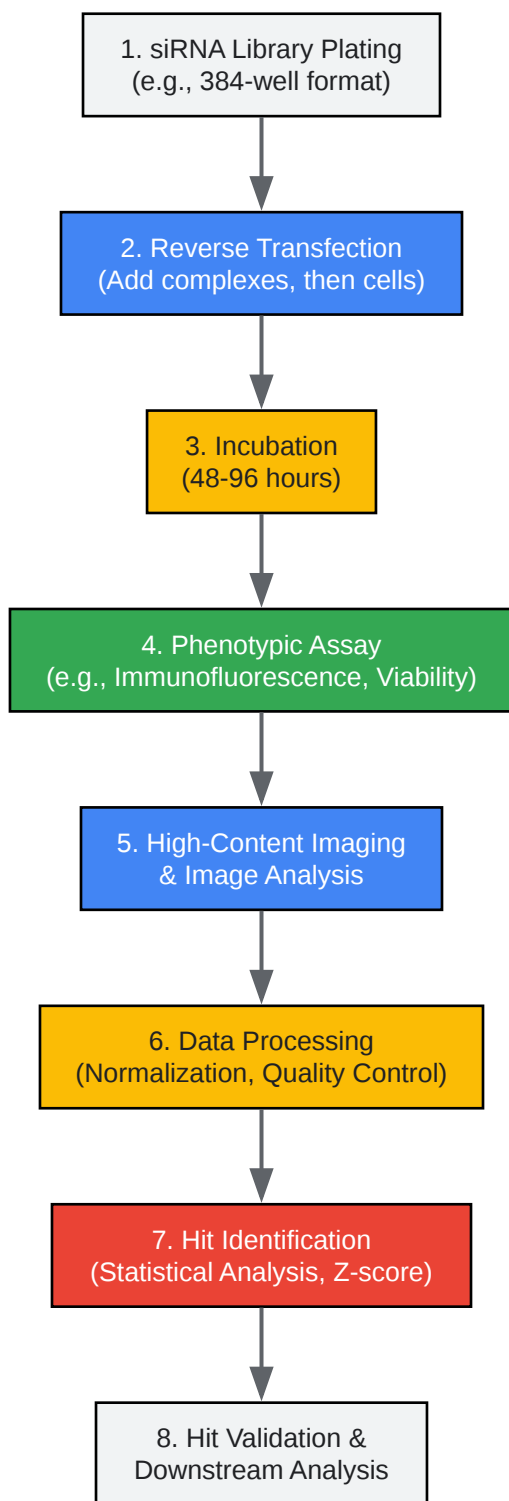 1. siRNA Library Plating
(e.g., 384-well format)
2. Reverse Transfection
(Add complexes, then cells)
3. Incubation
(48-96 hours)
4. Phenotypic Assay
(e.g., Immunofluorescence, Viability)
5. High-Content Imaging
& Image Analysis
6. Data Processing
(Normalization, Quality Control)
7. Hit Identification
(Statistical Analysis, Z-score)
8. Hit Validation &
Downstream Analysis